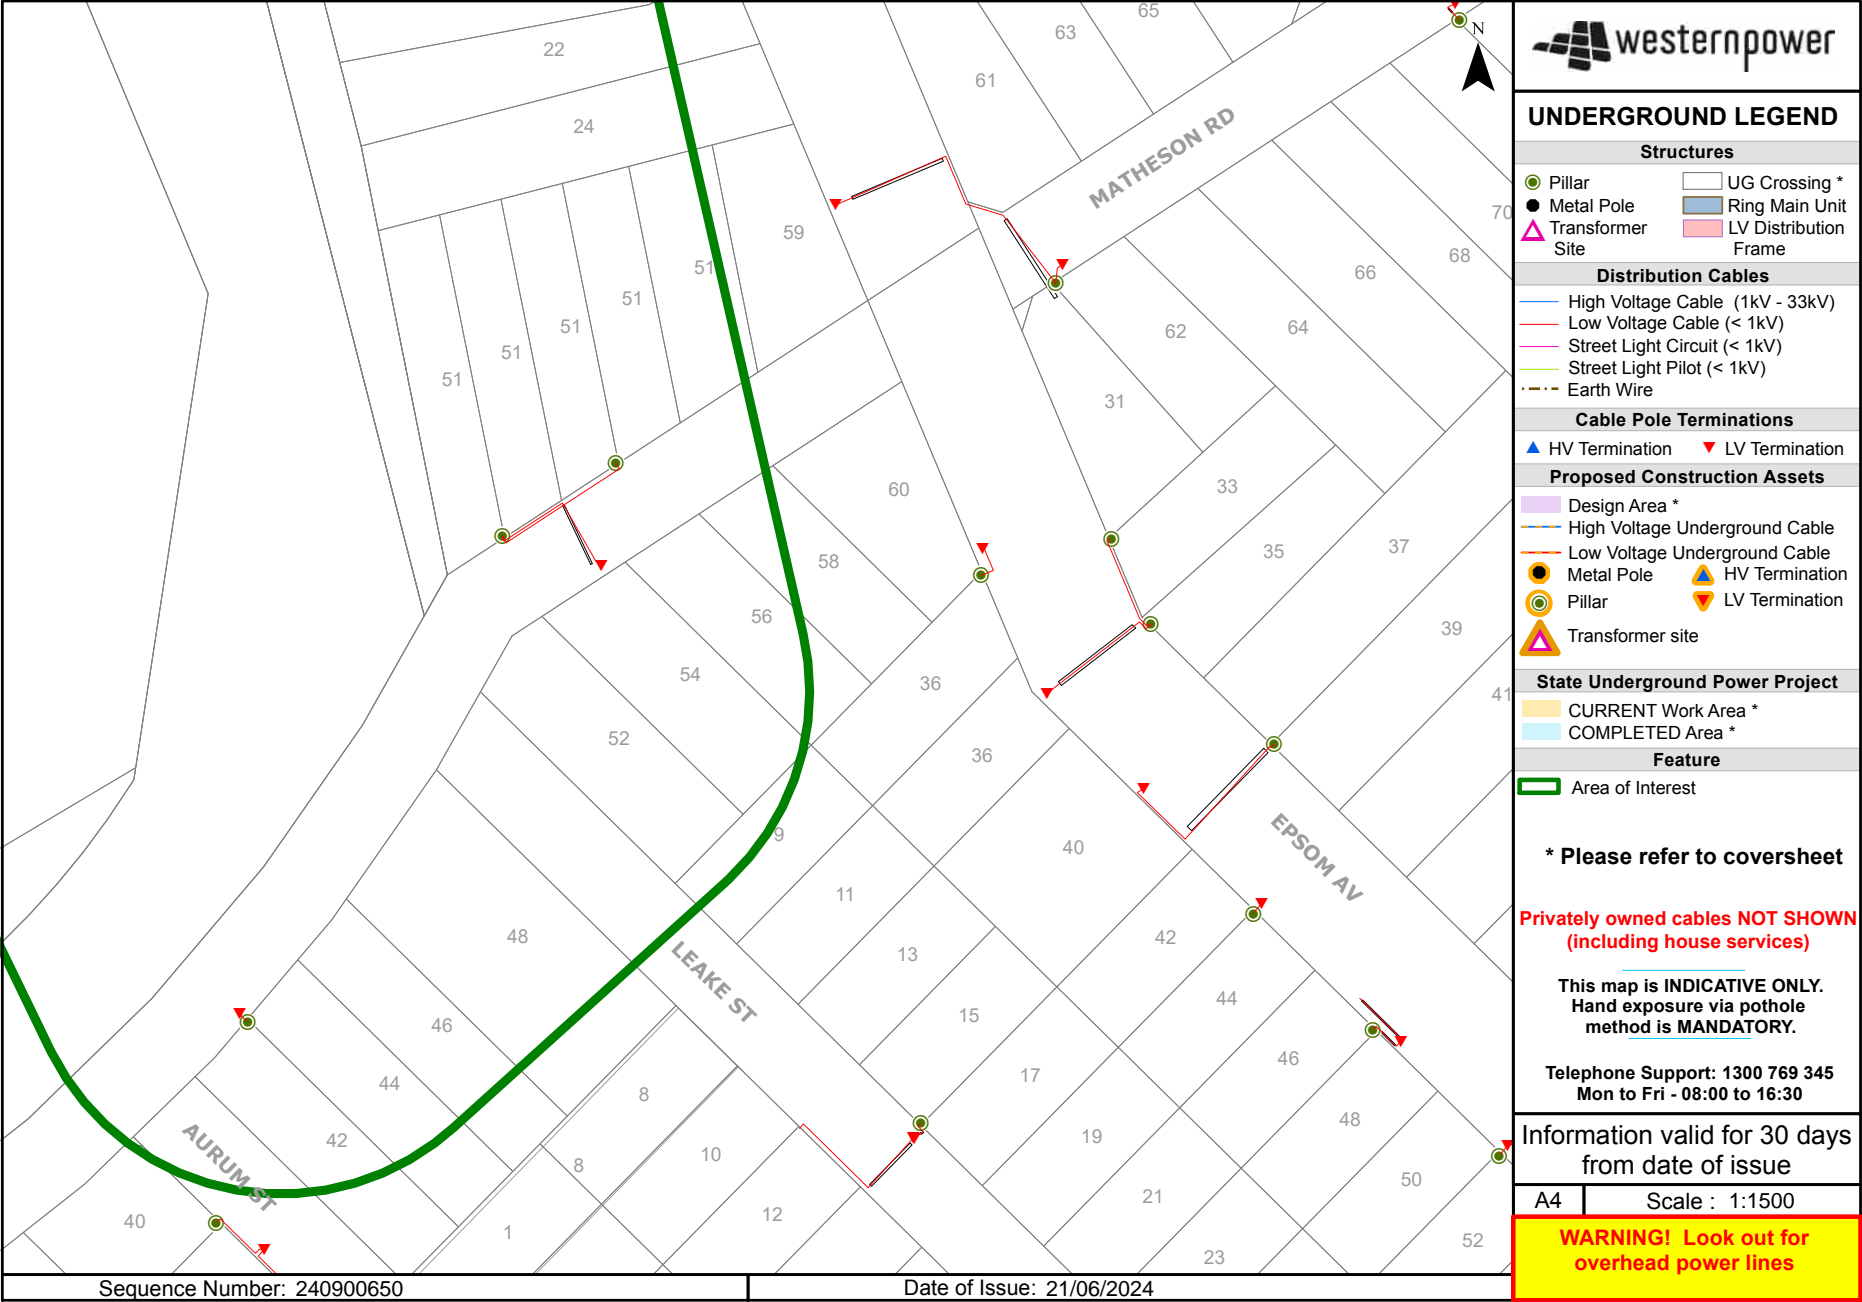 65
63
22
N
61
24
MATHESON RD
70
59
68
51
66
51
51
62
64
51
51
31
60
33
37
35
58
56
39
54
36
41
52
36
9
40
EPSOM AV
11
48
42
13
LEAKE ST
44
15
46
46
17
44
8
48
19
42
AURUM ST
10
8
50
21
12
40
1
52
23
westernpower
UNDERGROUND LEGEND
Structures
Pillar
UG Crossing *
Metal Pole
Ring Main Unit
Transformer Site
LV Distribution Frame
Distribution Cables
High Voltage Cable (1kV - 33kV)
Low Voltage Cable (< 1kV)
Street Light Circuit (< 1kV)
Street Light Pilot (< 1kV)
Earth Wire
Cable Pole Terminations
HV Termination
LV Termination
Proposed Construction Assets
Design Area *
High Voltage Underground Cable
Low Voltage Underground Cable
Metal Pole
HV Termination
Pillar
LV Termination
Transformer site
State Underground Power Project
CURRENT Work Area *
COMPLETED Area *
Feature
Area of Interest
* Please refer to coversheet
Privately owned cables NOT SHOWN
(including house services)
This map is INDICATIVE ONLY.
Hand exposure via pothole
method is MANDATORY.
Telephone Support: 1300 769 345
Mon to Fri - 08:00 to 16:30
Information valid for 30 days
from date of issue
A4
Scale : 1:1500
WARNING! Look out for
overhead power lines
Sequence Number: 240900650
Date of Issue: 21/06/2024